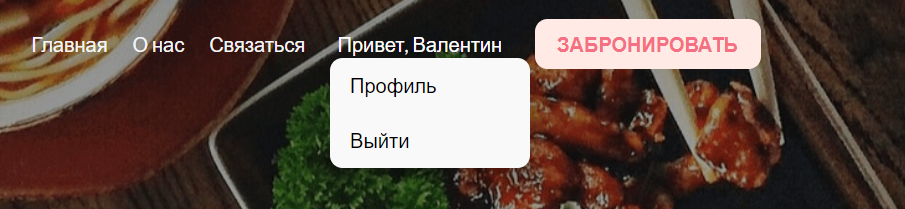 Главная О нас Связаться Привет, Валентин ЗАБРОНИРОВАТЬ
Профиль
Выйти